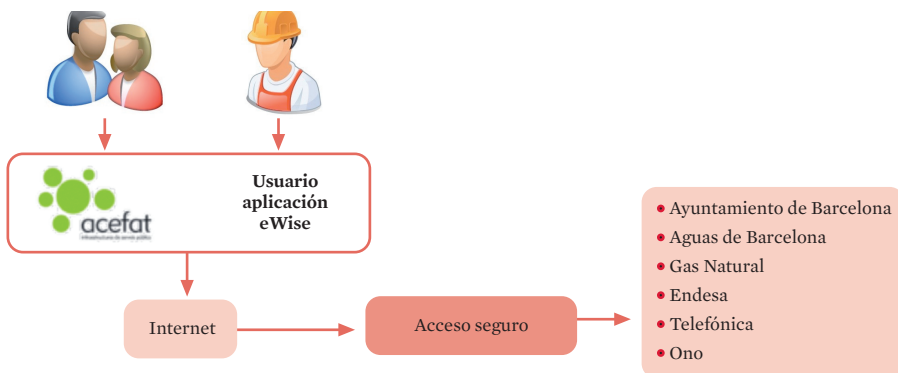 acefat
Usuario
aplicación
eWise
Internet
Acceso seguro
Ayuntamiento de Barcelona
Aguas de Barcelona
Gas Natural
Endesa
Telefónica
Ono